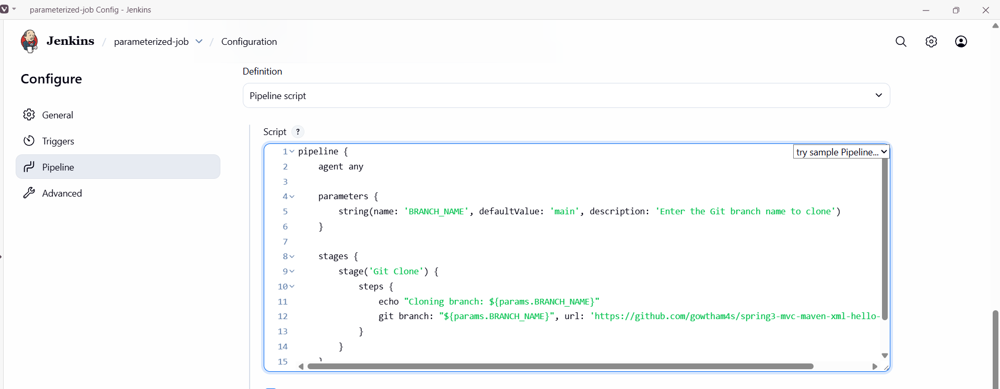 parameterized-job Config - Jenkins
Jenkins / parameterized-job / Configuration
Configure
General
Triggers
Pipeline
Advanced
Definition
Pipeline script
Script ?
try sample Pipeline...
1 pipeline {
2     agent any
3
4     parameters {
5         string(name: 'BRANCH_NAME', defaultValue: 'main', description: 'Enter the Git branch name to clone')
6     }
7
8     stages {
9         stage('Git Clone') {
10             steps {
11                 echo "Cloning branch: ${params.BRANCH_NAME}"
12                 git branch: "${params.BRANCH_NAME}", url: 'https://github.com/gowtham4s/spring3-mvc-maven-xml-hello-
13             }
14         }
15     }